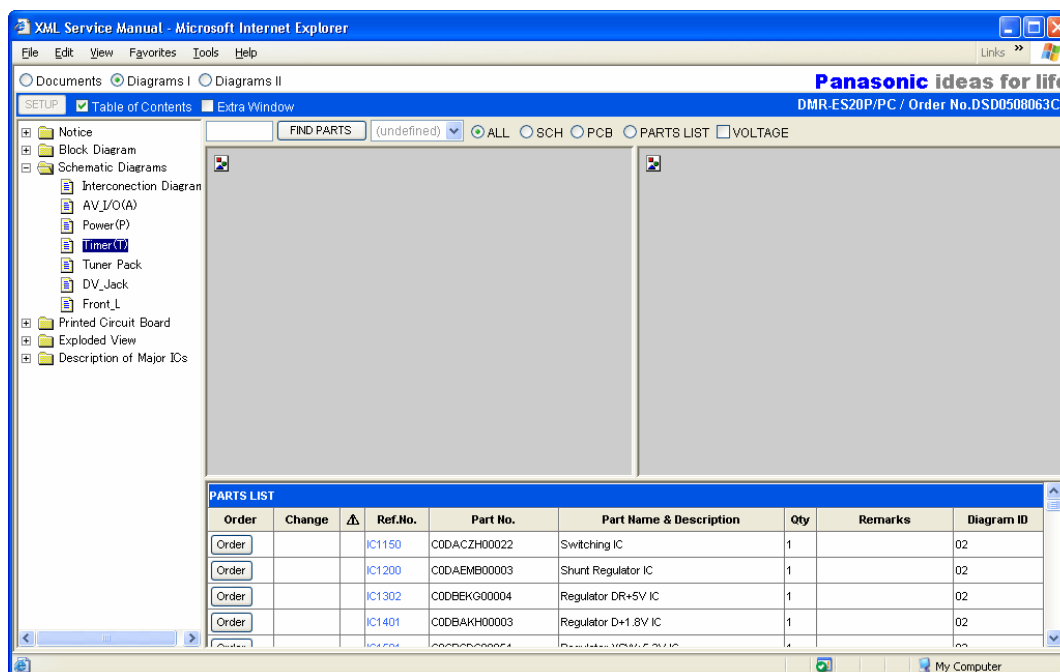 XML Service Manual - Microsoft Internet Explorer
File Edit View Favorites Tools Help Links »
Documents Diagrams I Diagrams II Panasonic ideas for life
SETUP Table of Contents Extra Window DMR-ES20P/PC / Order No.DSD0508063C
FIND PARTS (undefined) ALL SCH PCB PARTS LIST VOLTAGE
Notice
Block Diagram
Schematic Diagrams
Interconection Diagram
AV_I/O(A)
Power(P)
Timer(T)
Tuner Pack
DV_Jack
Front_L
Printed Circuit Board
Exploded View
Description of Major ICs
PARTS LIST
Order Change Ref.No. Part No. Part Name & Description Qty Remarks Diagram ID
Order IC1150 C0DACZH00022 Switching IC 1 02
Order IC1200 C0DAEMB00003 Shunt Regulator IC 1 02
Order IC1302 C0DBEKG00004 Regulator DR+5V IC 1 02
Order IC1401 C0DBAKH00003 Regulator D+1.8V IC 1 02
My Computer